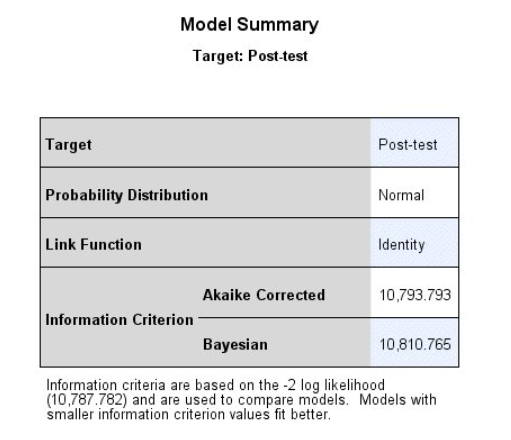 Model Summary
Target: Post-test
Target Post-test
Probability Distribution Normal
Link Function Identity
Akaike Corrected 10,793.793
Information Criterion
Bayesian 10,810.765
Information criteria are based on the -2 log likelihood
(10,787.782) and are used to compare models. Models with
smaller information criterion values fit better.